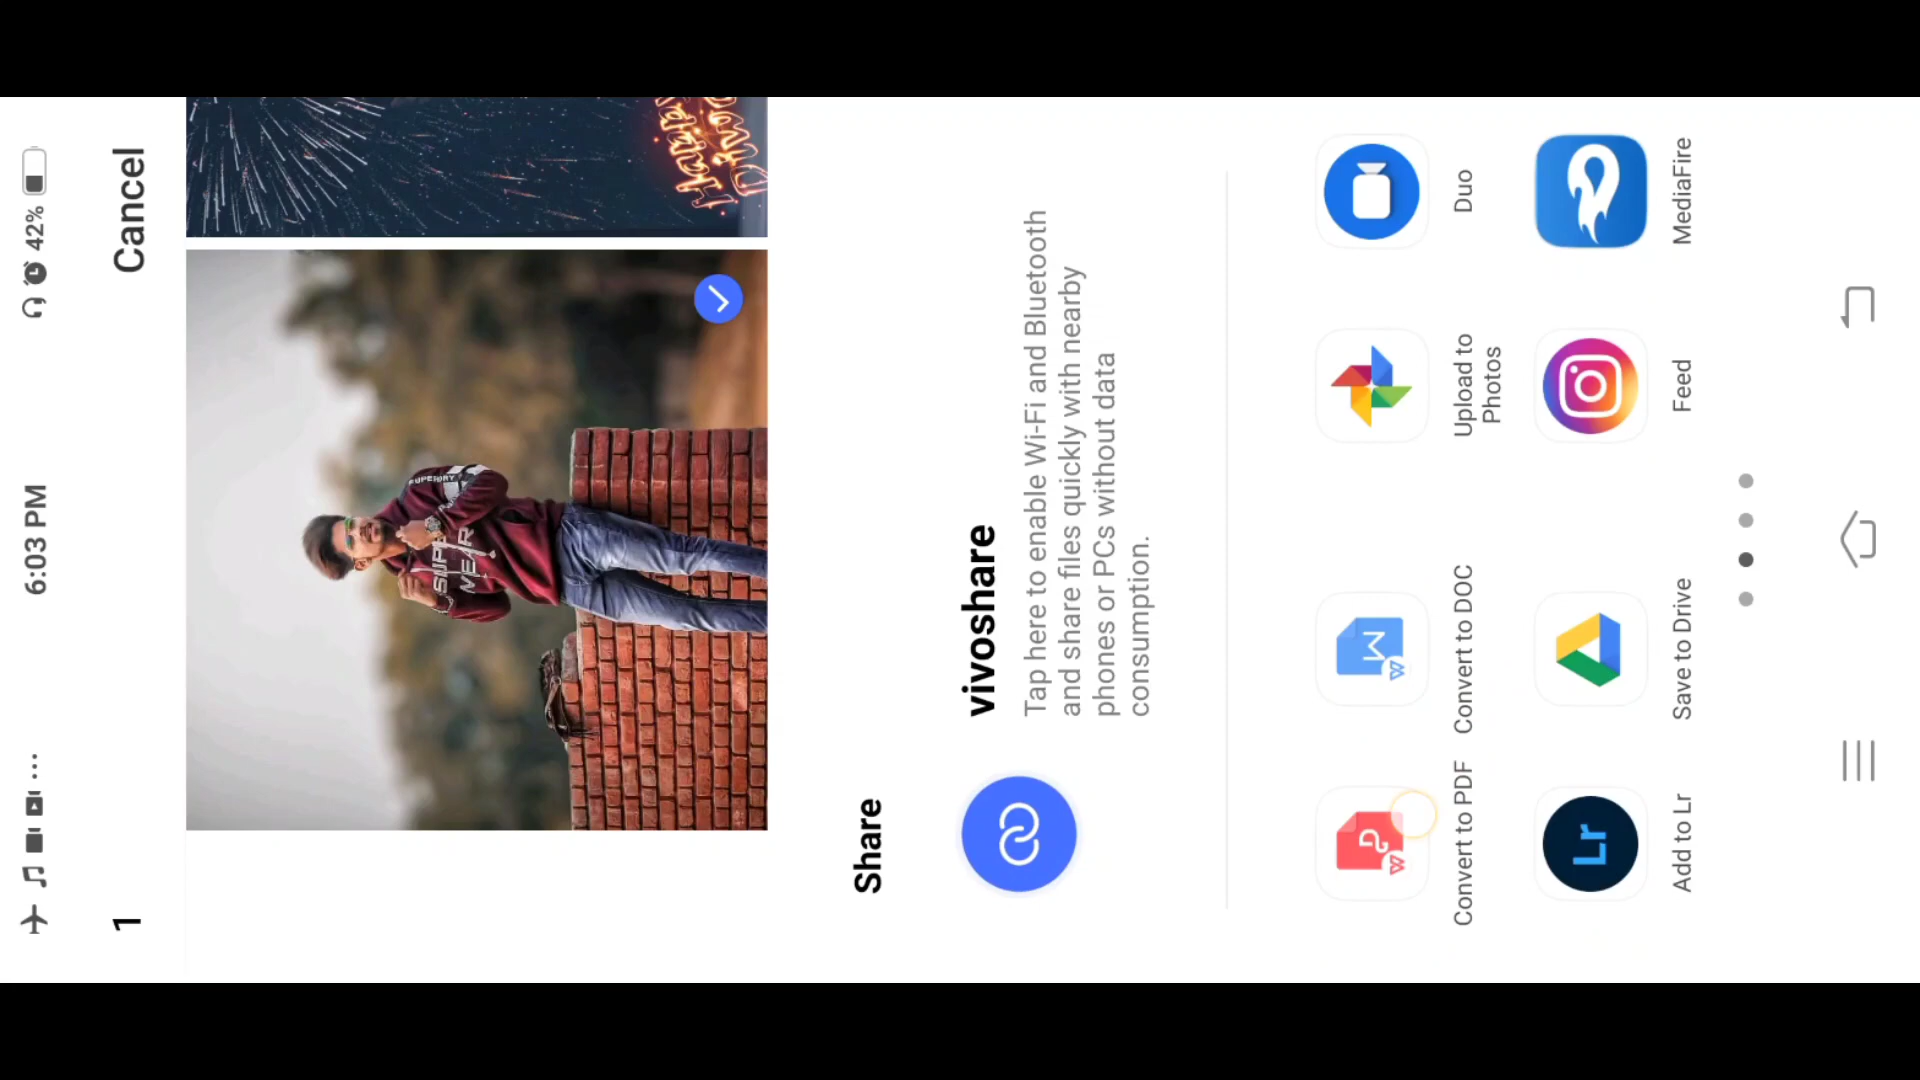 6:03 PM
42%
1
Cancel
SUPERDRY
Share
vivoshare
Tap here to enable Wi-Fi and Bluetooth
and share files quickly with nearby
phones or PCs without data
consumption.
Convert to PDF
Convert to DOC
Upload to
Photos
Duo
Lr
Add to Lr
Save to Drive
Feed
MediaFire